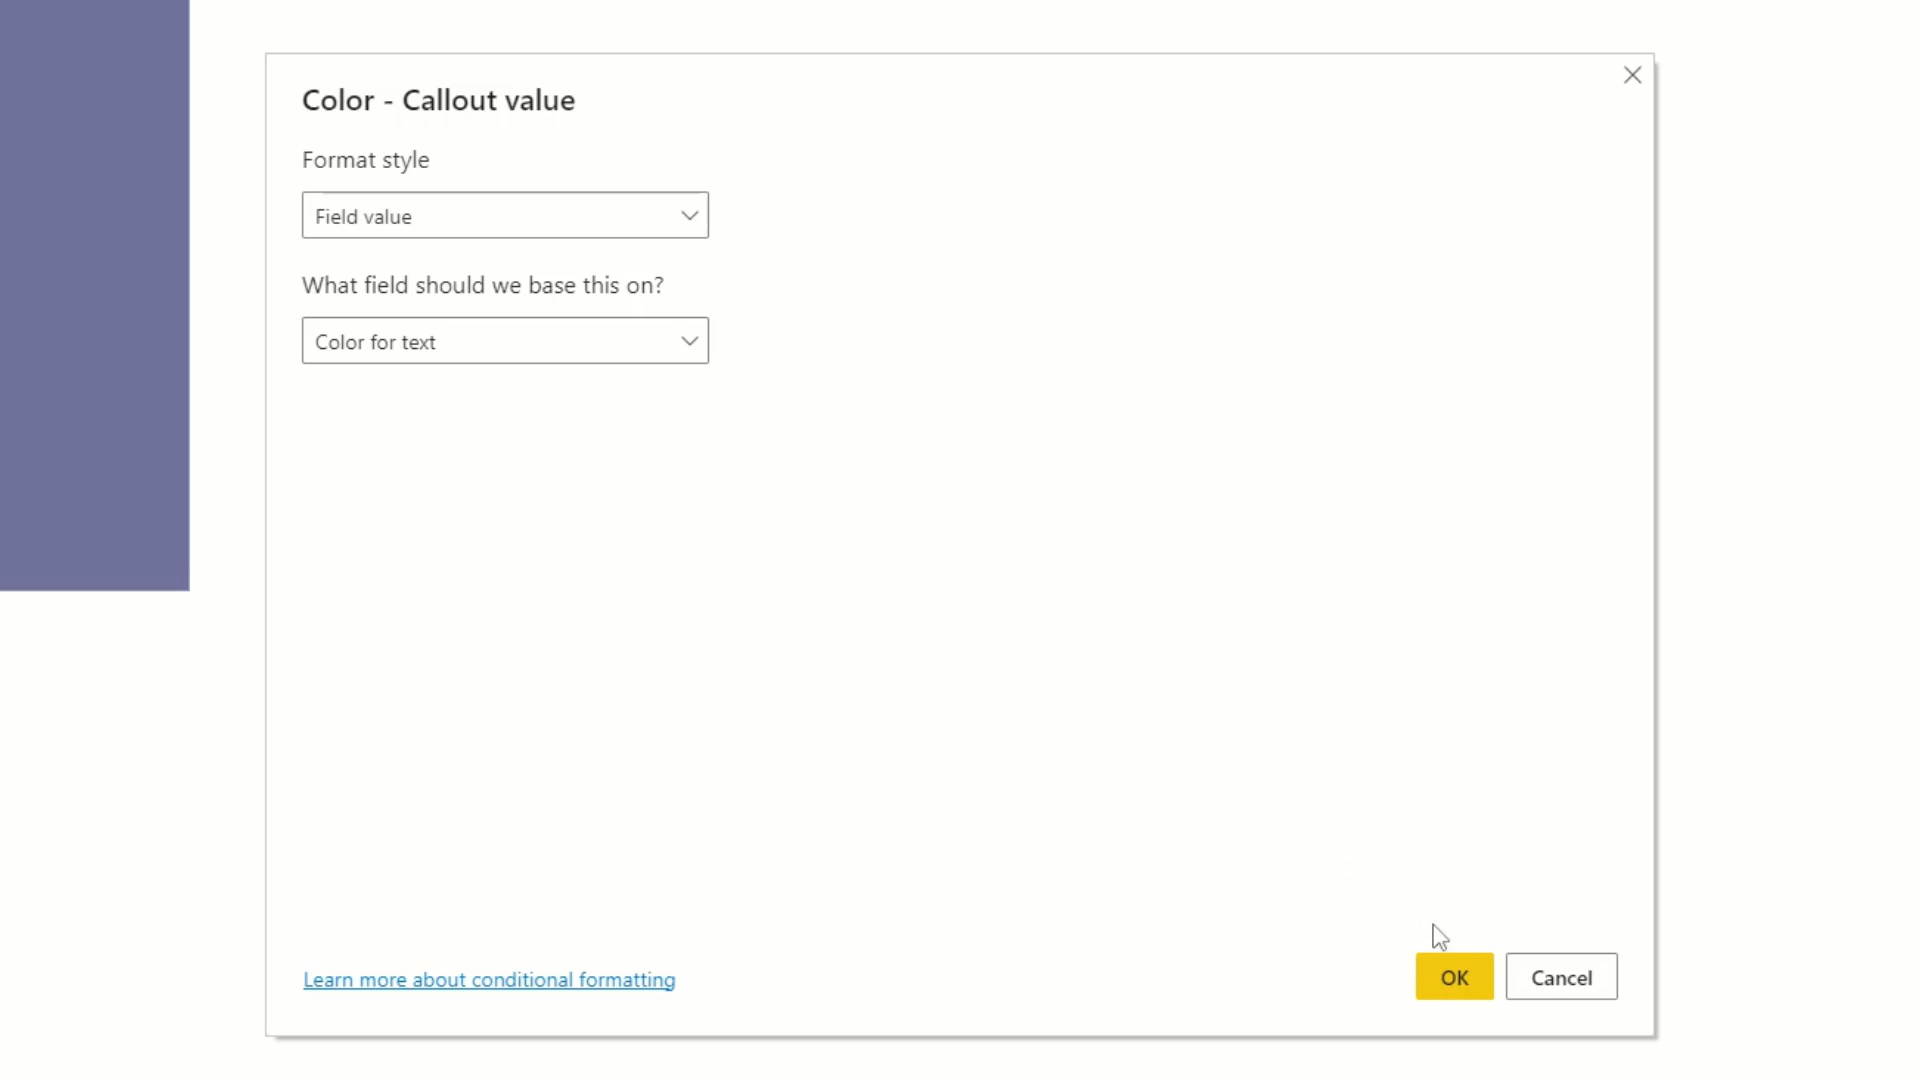 Color - Callout value
Format style
Field value
What field should we base this on?
Color for text
Learn more about conditional formatting
OK
Cancel